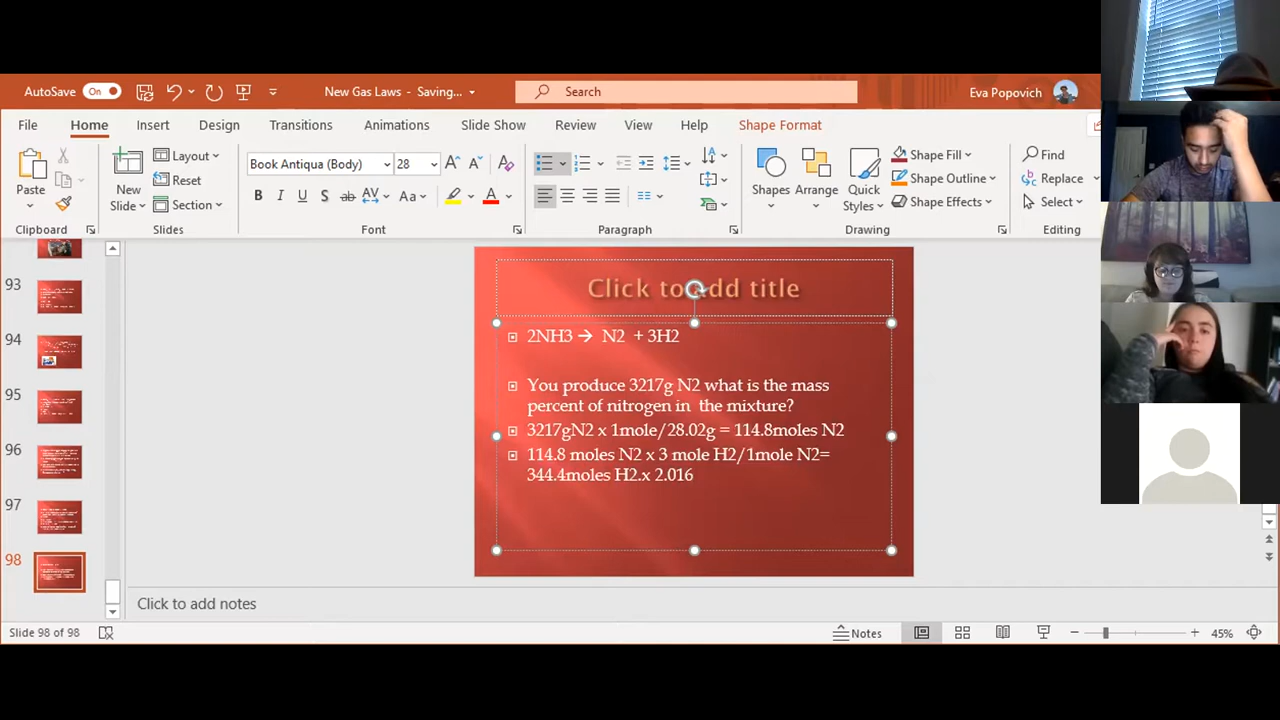 AutoSave On New Gas Laws - Saving... Search Eva Popovich
File Home Insert Design Transitions Animations Slide Show Review View Help Shape Format
Paste
Clipboard
New
Slide
Layout
Reset
Section
Slides
Book Antiqua (Body) 28
B I U S ab AV Aa A
Font
Paragraph
Shapes Arrange Quick
Styles
Shape Fill
Shape Outline
Shape Effects
Drawing
Find
Replace
Select
Editing
93
94
95
96
97
98
Click to add title
2NH3 → N2 + 3H2
You produce 3217g N2 what is the mass
percent of nitrogen in the mixture?
3217gN2 x 1mole/28.02g = 114.8moles N2
114.8 moles N2 x 3 mole H2/1mole N2=
344.4moles H2.x 2.016
Click to add notes
Slide 98 of 98 Notes 45%